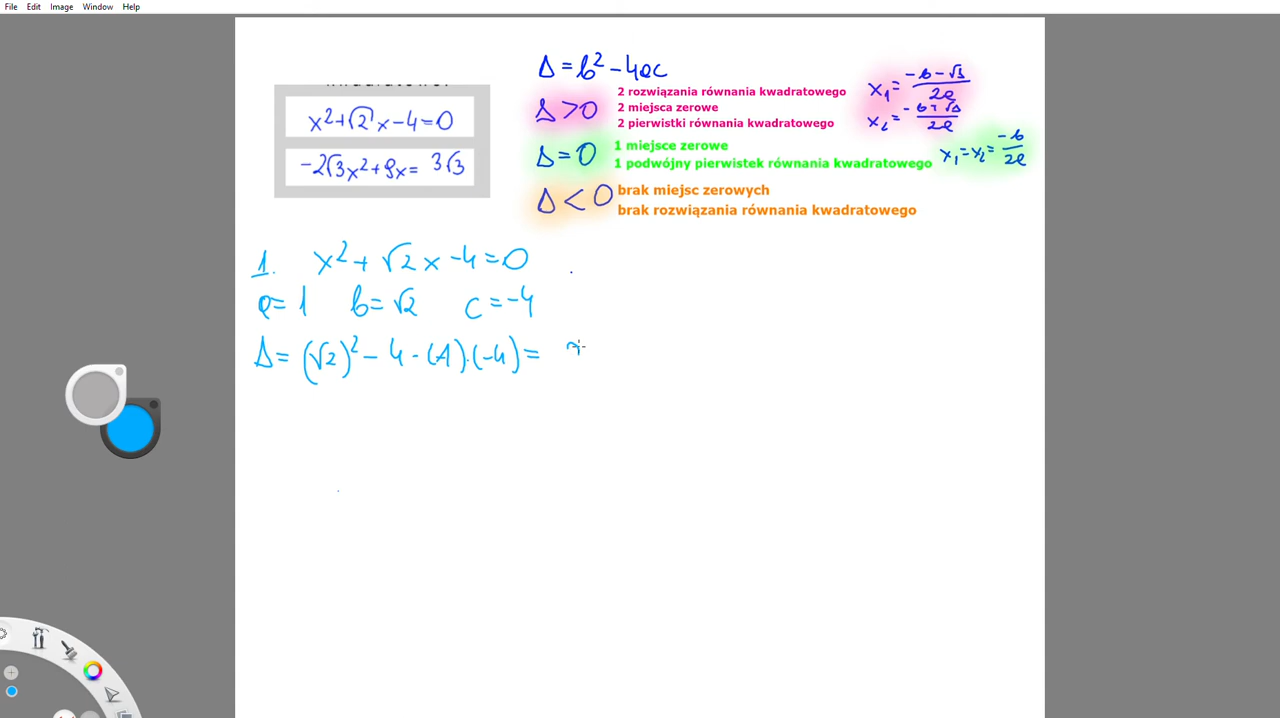 File Edit Image Window Help
x²+√2 x-4=0
-2√3x²+9x= 3√3
Δ=b²-4ac
Δ>0
2 rozwiązania równania kwadratowego
2 miejsca zerowe
2 pierwistki równania kwadratowego
x₁= -b-√Δ / 2a
x₂= -b+√Δ / 2a
Δ=0
1 miejsce zerowe
1 podwójny pierwistek równania kwadratowego
x₁=x₂= -b / 2a
Δ<0
brak miejsc zerowych
brak rozwiązania równania kwadratowego
1. x²+√2x-4=0
a=1 b=√2 c=-4
Δ=(√2)²-4·(1)·(-4)=